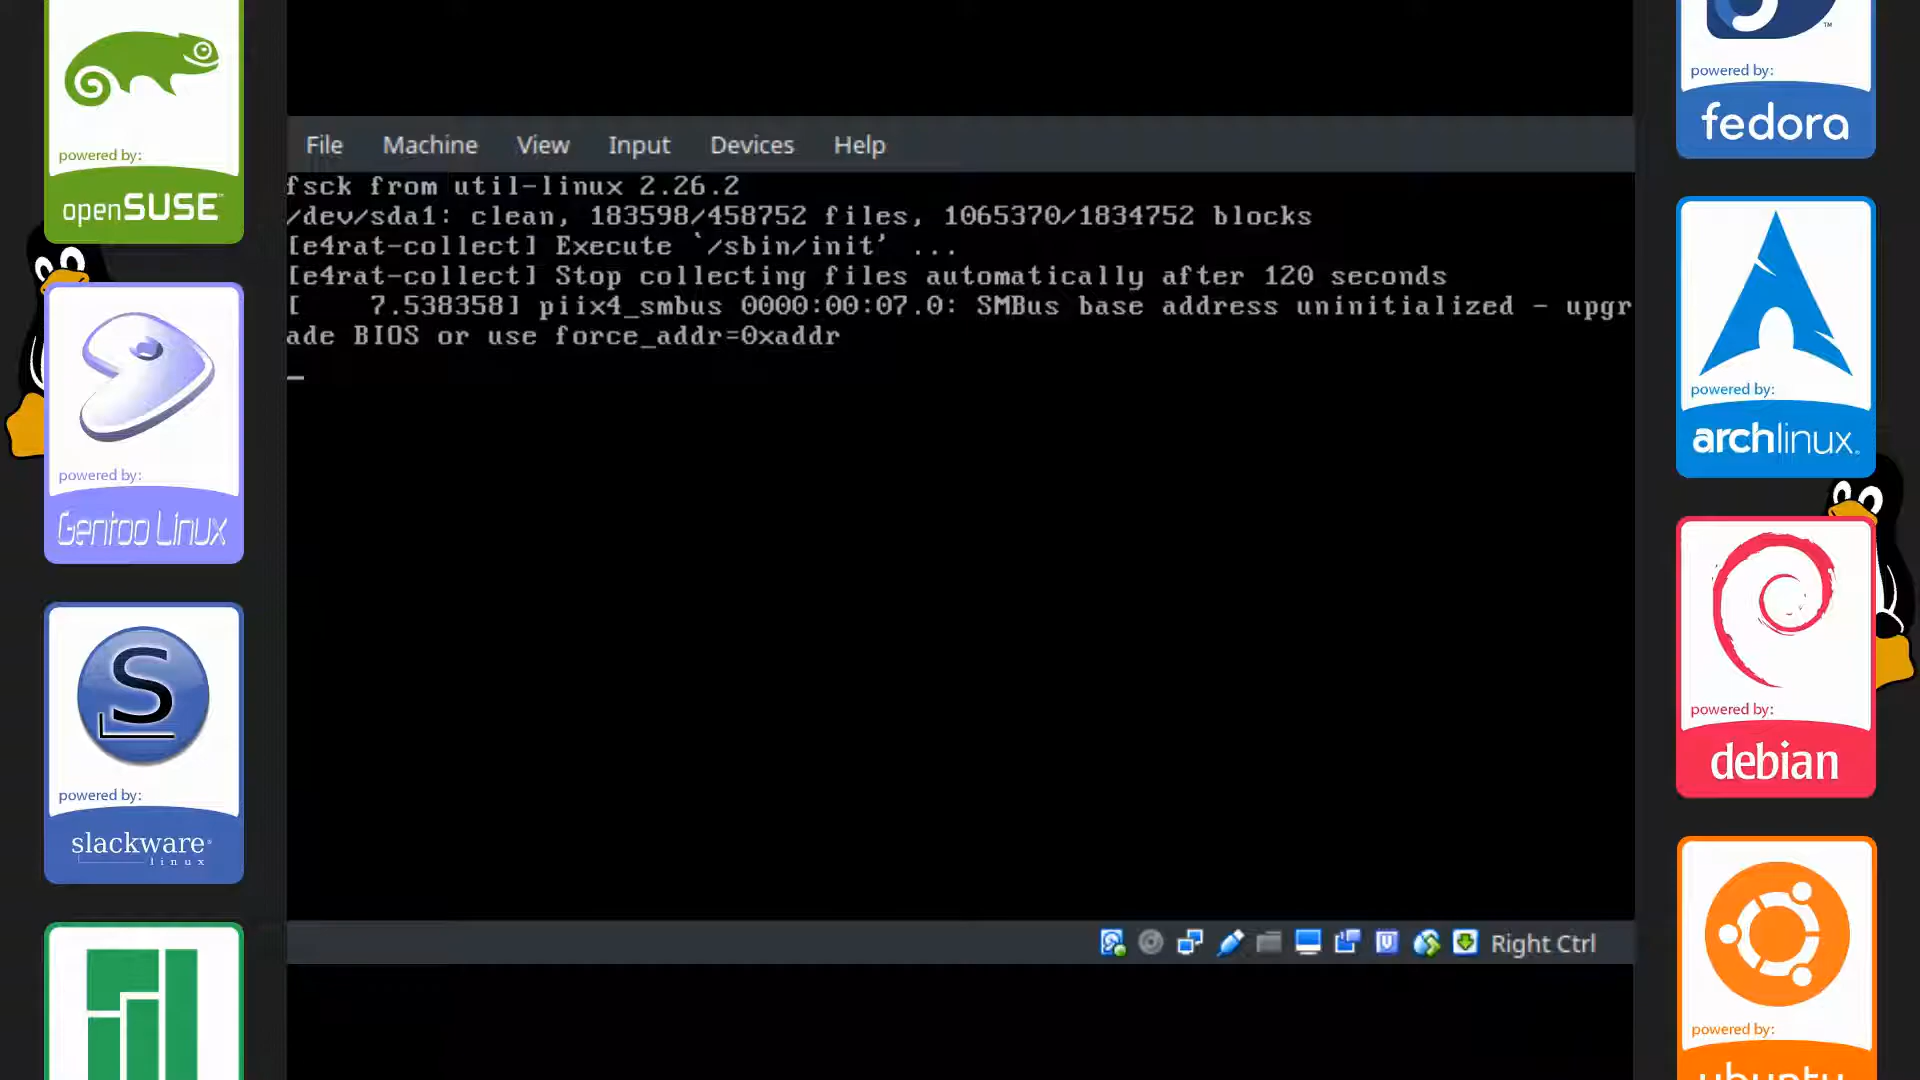 powered by:
openSUSE™
powered by:
Gentoo Linux
powered by:
slackware®
linux
File Machine View Input Devices Help
fsck from util-linux 2.26.2
/dev/sda1: clean, 183598/458752 files, 1065370/1834752 blocks
[e4rat-collect] Execute `/sbin/init' ...
[e4rat-collect] Stop collecting files automatically after 120 seconds
[    7.538358] piix4_smbus 0000:00:07.0: SMBus base address uninitialized - upgr
ade BIOS or use force_addr=0xaddr
_
Right Ctrl
™
powered by:
fedora
powered by:
archlinux
powered by:
debian
powered by:
ubuntu